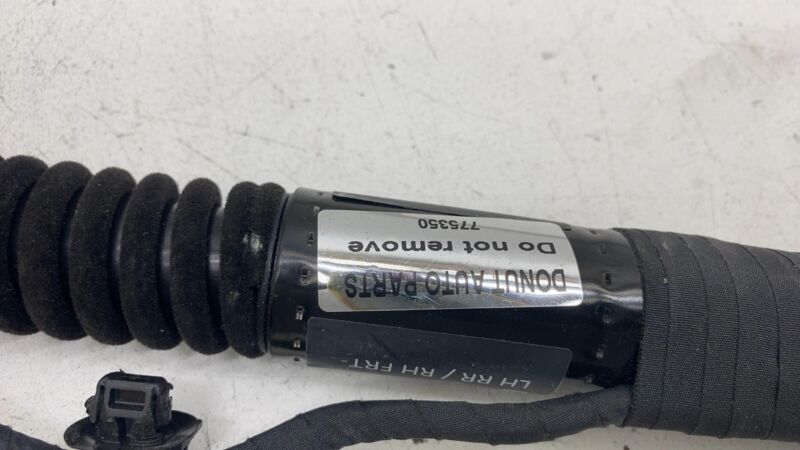 DONUT AUTO PARTS
Do not remove
775350
LH RR / RH FRT-